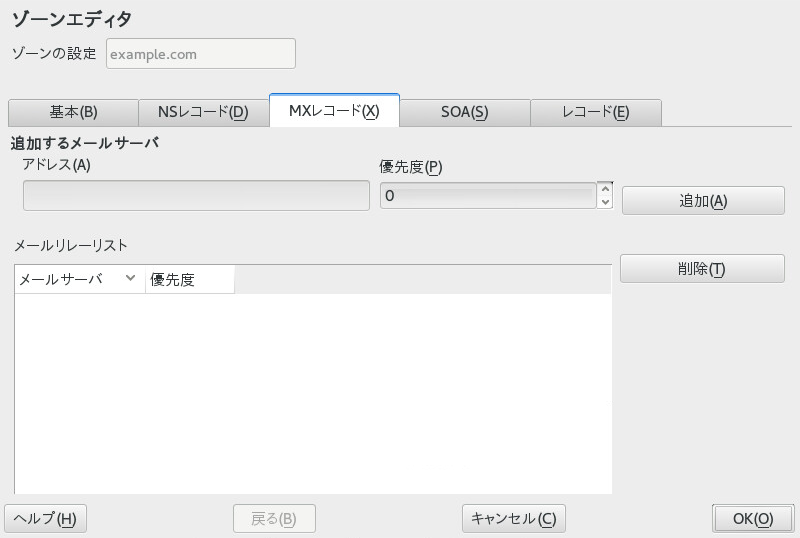 ゾーンエディタ
ゾーンの設定 example.com
基本(B) NSレコード(D) MXレコード(X) SOA(S) レコード(E)
追加するメールサーバ
アドレス(A) 優先度(P)
0 追加(A)
メールリレーリスト
削除(T)
メールサーバ 優先度
ヘルプ(H) 戻る(B) キャンセル(C) OK(O)